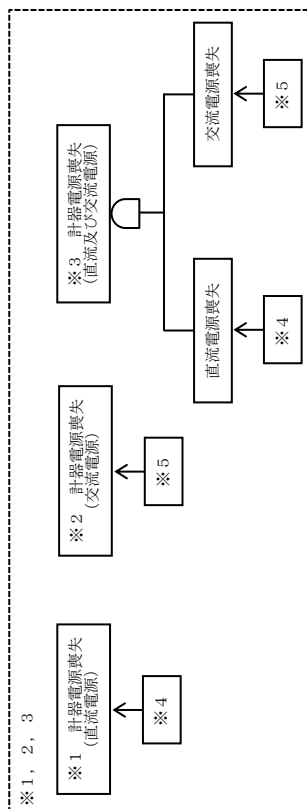 ※1, 2, 3
※1　計器電源喪失
(直流電源)
※4
※2　計器電源喪失
(交流電源)
※5
※3　計器電源喪失
(直流及び交流電源)
直流電源喪失
※4
交流電源喪失
※5